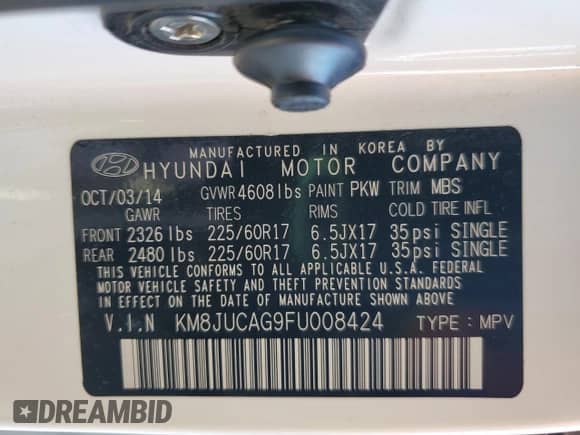 MANUFACTURED IN KOREA BY
HYUNDAI MOTOR COMPANY
OCT/03/14 GVWR 4608lbs PAINT PKW TRIM MBS
GAWR TIRES RIMS COLD TIRE INFL
FRONT 2326 lbs 225/60R17 6.5JX17 35psi SINGLE
REAR 2480 lbs 225/60R17 6.5JX17 35psi SINGLE
THIS VEHICLE CONFORMS TO ALL APPLICABLE U.S.A. FEDERAL
MOTOR VEHICLE SAFETY AND THEFT PREVENTION STANDARDS
IN EFFECT ON THE DATE OF MANUFACTURE SHOWN ABOVE.
V.I.N KM8JUCAG9FU008424 TYPE : MPV
DREAMBID